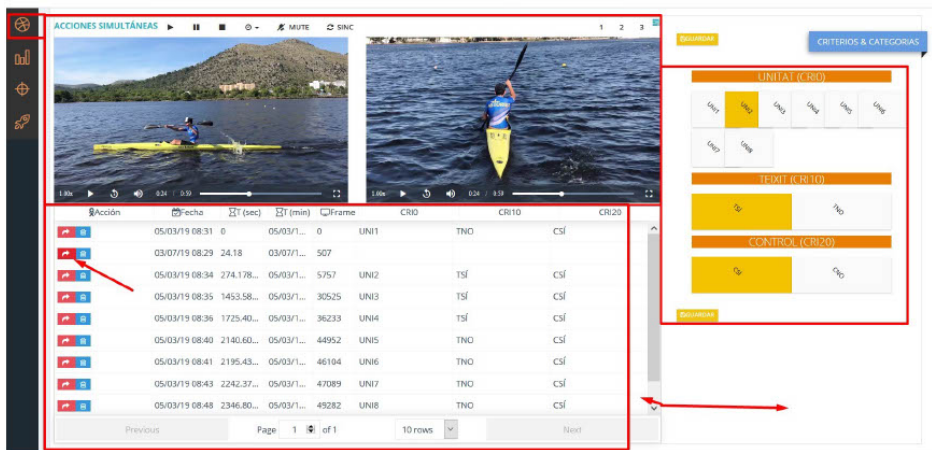 ACCIONES SIMULTÁNEAS MUTE SINC 1 2 3
GUARDAR
CRITERIOS & CATEGORIAS
UNITAT (CRI0)
UNI1 UNI2 UNI3 UNI4 UNI5 UNI6
UNI7 UNI8
TEIXIT (CRI10)
TSÍ TNO
CONTROL (CRI20)
CSÍ CNO
GUARDAR
1.00x 0:24 / 0:59
1.00x 0:24 / 0:59
Acción Fecha T (sec) T (min) Frame CRI0 CRI10 CRI20
05/03/19 08:31 0 05/03/1... 0 UNI1 TNO CSÍ
03/07/19 08:29 24.18 03/07/1... 507
05/03/19 08:34 274.178... 05/03/1... 5757 UNI2 TSÍ CSÍ
05/03/19 08:35 1453.58... 05/03/1... 30525 UNI3 TSÍ CSÍ
05/03/19 08:36 1725.40... 05/03/1... 36233 UNI4 TSÍ CSÍ
05/03/19 08:40 2140.60... 05/03/1... 44952 UNI5 TNO CSÍ
05/03/19 08:41 2195.43... 05/03/1... 46104 UNI6 TNO CSÍ
05/03/19 08:43 2242.37... 05/03/1... 47089 UNI7 TNO CSÍ
05/03/19 08:48 2346.80... 05/03/1... 49282 UNI8 TNO CSÍ
Previous Page 1 of 1 10 rows Next